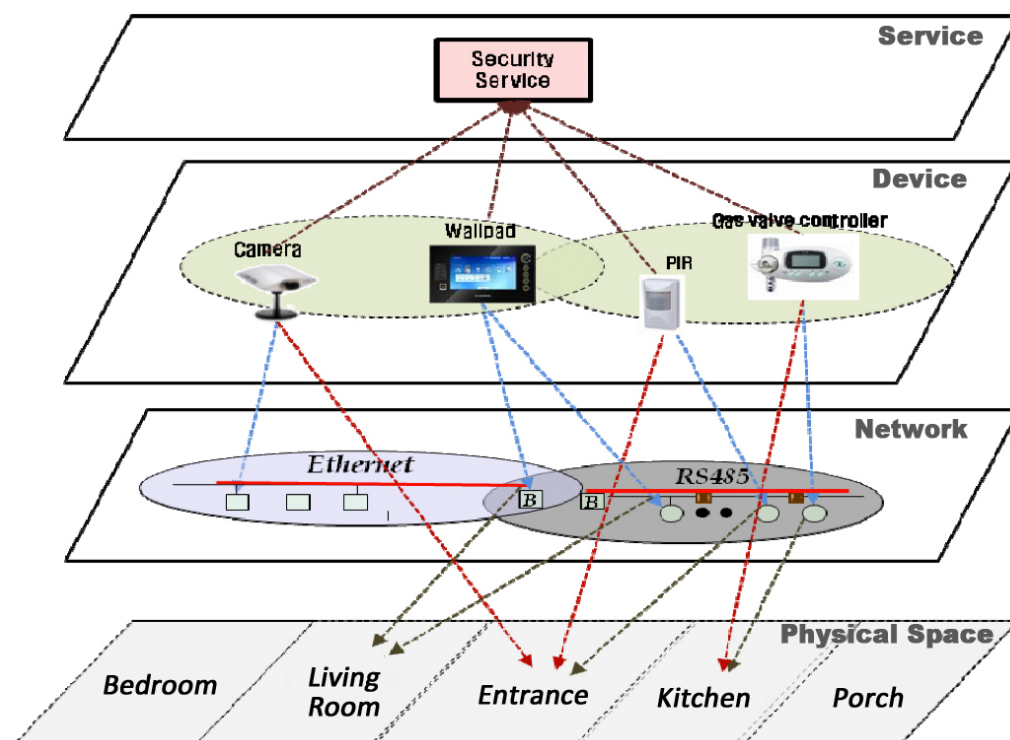 Service
Security
Service
Device
Camera
Wallpad
PIR
Gas valve controller
Network
Ethernet
RS485
B
B
Physical Space
Bedroom
Living
Room
Entrance
Kitchen
Porch